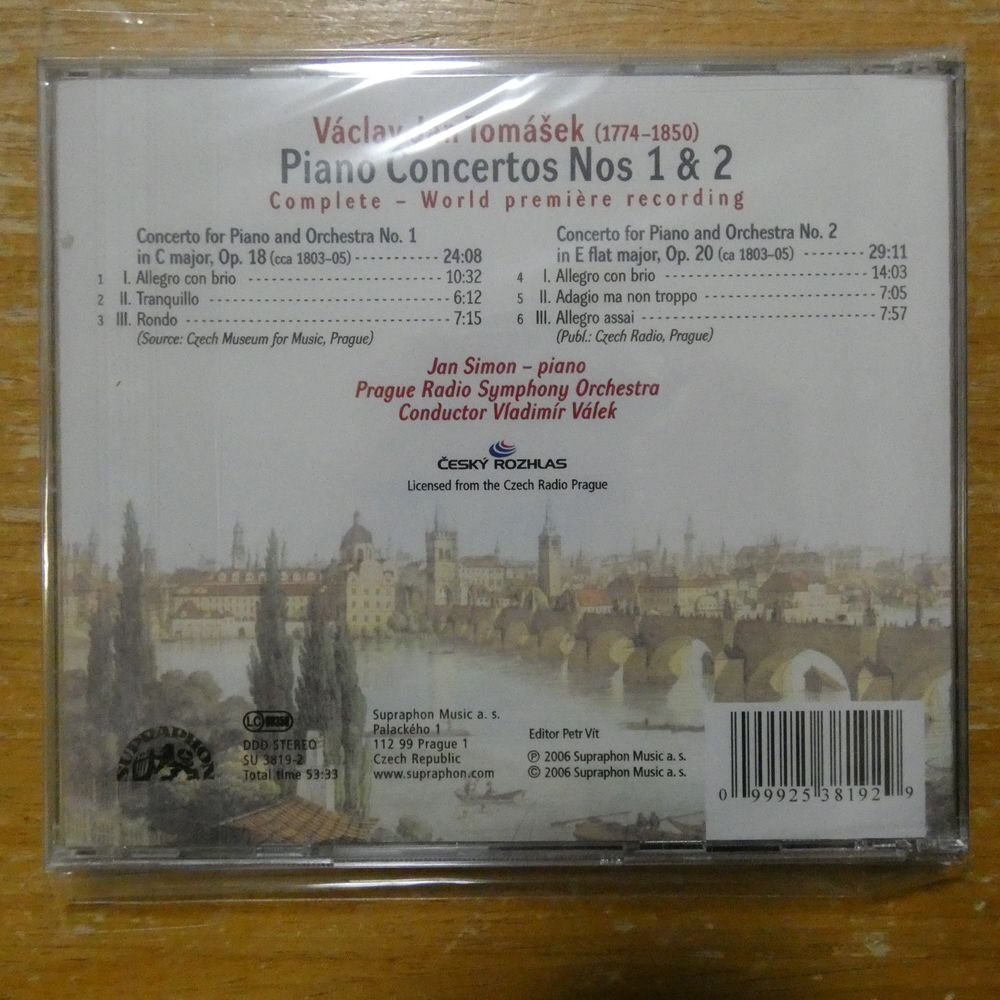 Václav Jan Tomášek (1774–1850)
Piano Concertos Nos 1 & 2
Complete – World première recording
Concerto for Piano and Orchestra No. 1
in C major, Op. 18 (cca 1803–05) 24:08
1 I. Allegro con brio 10:32
2 II. Tranquillo 6:12
3 III. Rondo 7:15
(Source: Czech Museum for Music, Prague)
Concerto for Piano and Orchestra No. 2
in E flat major, Op. 20 (ca 1803–05) 29:11
4 I. Allegro con brio 14:03
5 II. Adagio ma non troppo 7:05
6 III. Allegro assai 7:57
(Publ.: Czech Radio, Prague)
Jan Simon – piano
Prague Radio Symphony Orchestra
Conductor Vladimír Válek
ČESKÝ ROZHLAS
Licensed from the Czech Radio Prague
SUPRAPHON
LC 00358
DDD STEREO
SU 3819-2
Total time 53:33
Supraphon Music a. s.
Palackého 1
112 99 Prague 1
Czech Republic
www.supraphon.com
Editor Petr Vít
℗ 2006 Supraphon Music a. s.
© 2006 Supraphon Music a. s.
0 99925 38192 9